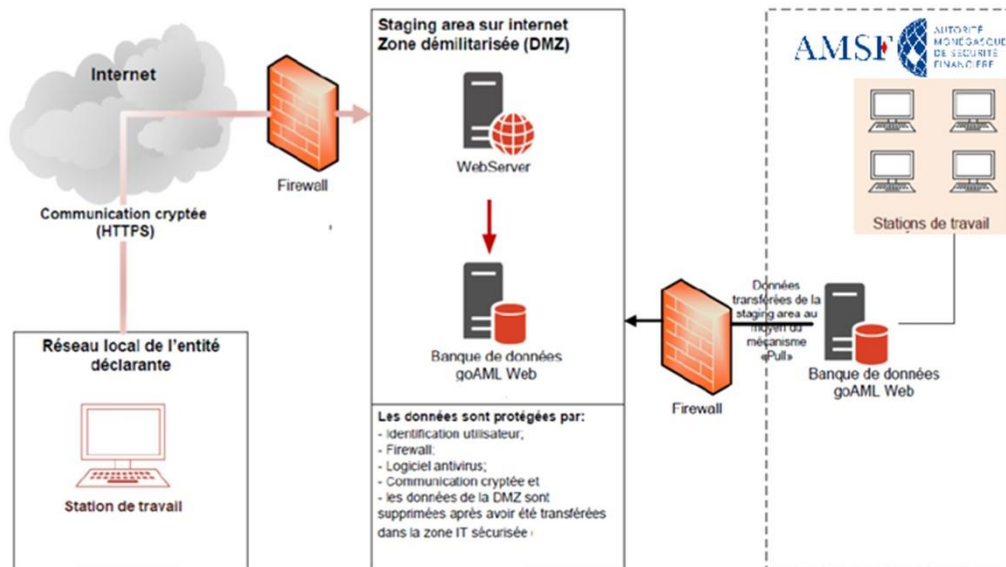 Internet
Communication cryptée
(HTTPS)
Réseau local de l'entité
déclarante
Station de travail
Firewall
Staging area sur internet
Zone démilitarisée (DMZ)
WebServer
Banque de données
goAML Web
Les données sont protégées par:
- Identification utilisateur;
- Firewall;
- Logiciel antivirus;
- Communication cryptée et
- les données de la DMZ sont
supprimées après avoir été transférées
dans la zone IT sécurisée
Firewall
Données
transférées de la
staging area au
moyen du
mécanisme
«Pull»
AMSF
AUTORITÉ
MONÉGASQUE
DE SÉCURITÉ
FINANCIÈRE
Stations de travail
Banque de données
goAML Web